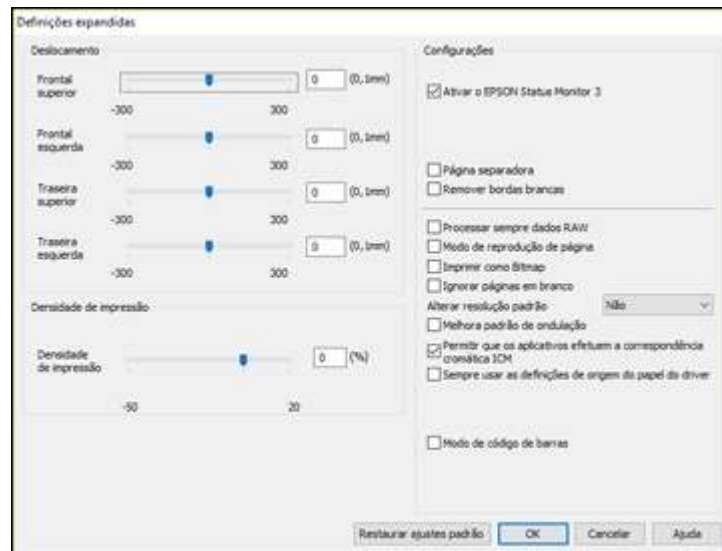 Definições expandidas
Deslocamento
Frontal
superior
0 (0,1mm)
-300 300
Frontal
esquerda
0 (0,1mm)
-300 300
Traseira
superior
0 (0,1mm)
-300 300
Traseira
esquerda
0 (0,1mm)
-300 300
Densidade de impressão
Densidade
de impressão
0 (%)
-50 20
Configurações
Ativar o EPSON Status Monitor 3
Página separadora
Remover bordas brancas
Processar sempre dados RAW
Modo de reprodução de página
Imprimir como Bitmap
Ignorar páginas em branco
Alterar resolução padrão Não
Melhora padrão de ondulação
Permitir que os aplicativos efetuem a correspondência
cromática ICM
Sempre usar as definições de origem do papel do driver
Modo de código de barras
Restaurar ajustes padrão OK Cancelar Ajuda